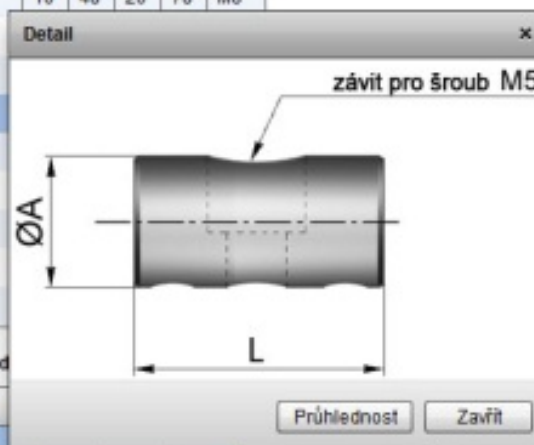 Detail ×
závit pro šroub M5
ØA
L
Průhlednost Zavřít